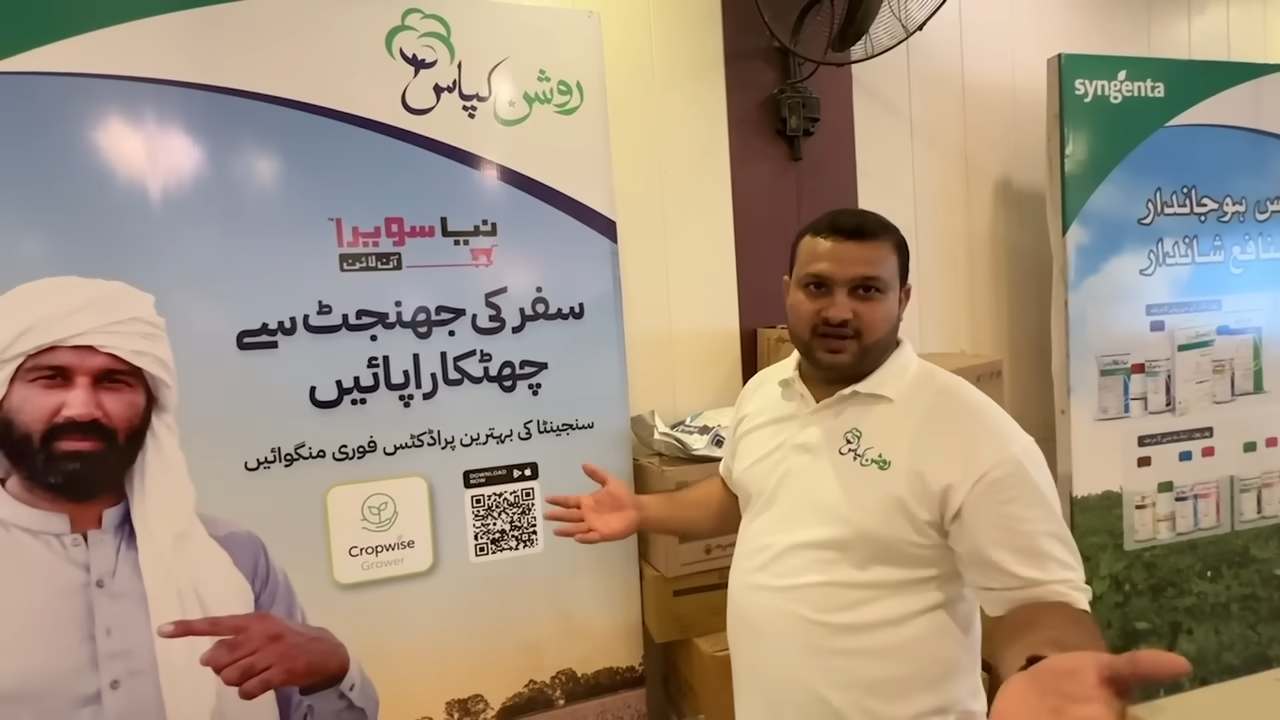 روشن کپاس
نیا سویرا
آن لائن
سفر کی جھنجٹ سے
چھٹکارا پائیں
سنجینٹا کی بہترین پراڈکٹس فوری منگوائیں
DOWNLOAD
NOW
Cropwise
Grower
روشن کپاس
syngenta
ہوجاندار
منافع شاندار